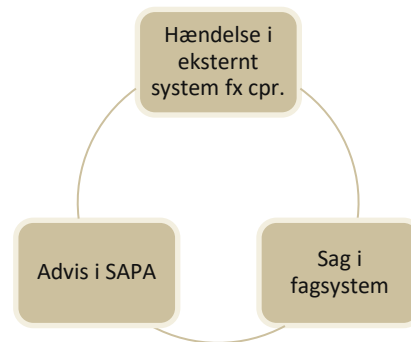 Hændelse i
eksternt
system fx cpr.
Advis i SAPA
Sag i
fagsystem